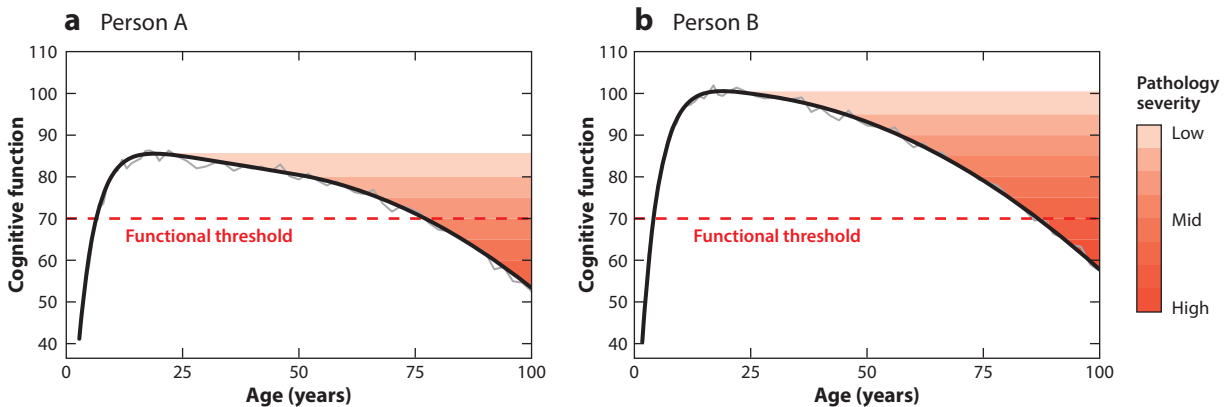 a Person A
110
100
90
80
70
60
50
40
Cognitive function
Functional threshold
0 25 50 75 100
Age (years)
b Person B
110
100
90
80
70
60
50
40
Cognitive function
Functional threshold
0 25 50 75 100
Age (years)
Pathology
severity
Low
Mid
High